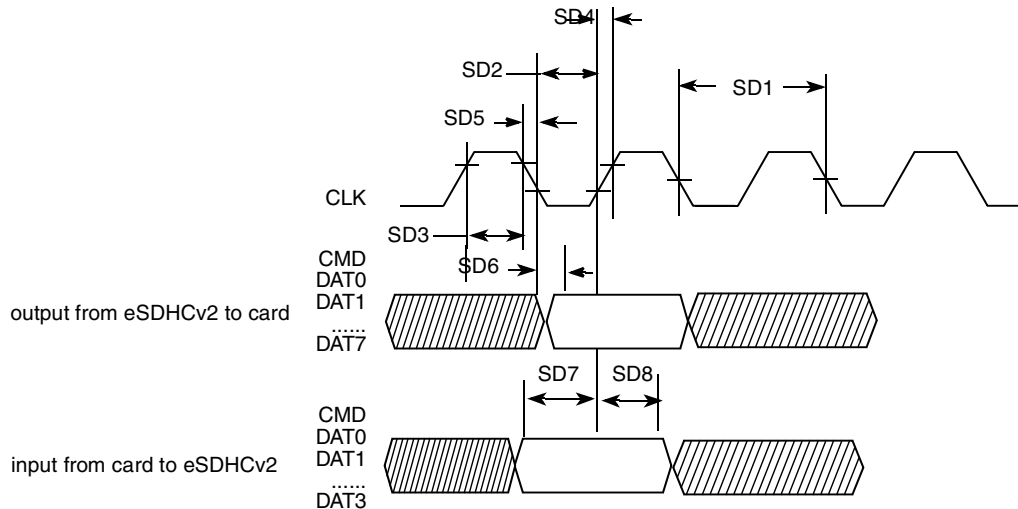 SD4
SD2
SD1
SD5
CLK
SD3
CMD
SD6
DAT0
output from eSDHCv2 to card
DAT1
......
DAT7
SD7
SD8
CMD
DAT0
input from card to eSDHCv2
DAT1
......
DAT3